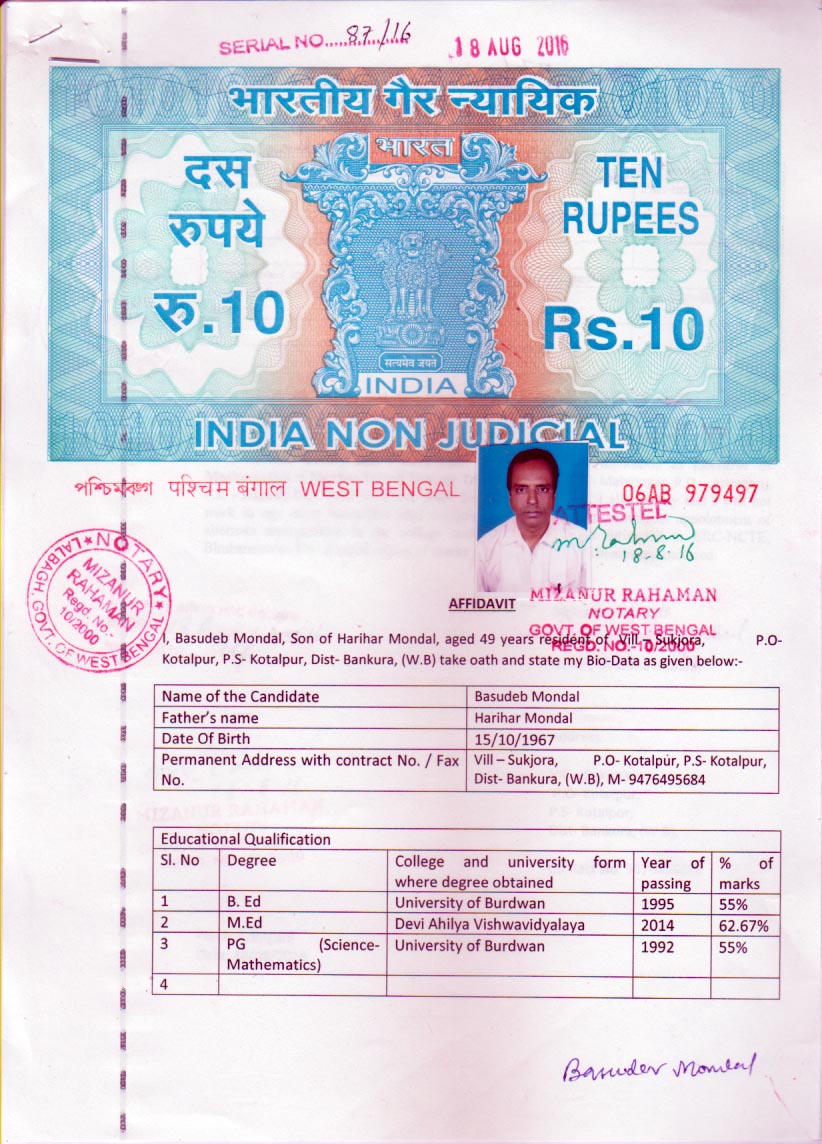 SERIAL NO. 87/16
18 AUG 2016
भारतीय गैर न्यायिक
भारत
दस
रुपये
रु.10
TEN
RUPEES
Rs.10
सत्यमेव जयते
INDIA
INDIA NON JUDICIAL
পশ্চিমবঙ্গ पश्चिम बंगाल WEST BENGAL
06AB 979497
ATTESTED
18-8-16
MIZANUR RAHAMAN
NOTARY
GOVT. OF WEST BENGAL
REGD. NO.-10/2000
NOTARY
LALBAGH, GOVT. OF WEST BENGAL
MIZANUR
RAHAMAN
Regd. No.-
10/2000
AFFIDAVIT
I, Basudeb Mondal, Son of Harihar Mondal, aged 49 years resident of Vill – Sukjora, P.O-
Kotalpur, P.S- Kotalpur, Dist- Bankura, (W.B) take oath and state my Bio-Data as given below:-
Name of the Candidate Basudeb Mondal
Father's name Harihar Mondal
Date Of Birth 15/10/1967
Permanent Address with contract No. / Fax Vill – Sukjora, P.O- Kotalpur, P.S- Kotalpur,
No. Dist- Bankura, (W.B), M- 9476495684
Educational Qualification
Sl. No Degree College and university form Year of % of
where degree obtained passing marks
1 B. Ed University of Burdwan 1995 55%
2 M.Ed Devi Ahilya Vishwavidyalaya 2014 62.67%
3 PG (Science- University of Burdwan 1992 55%
Mathematics)
4
Basudev Mondal